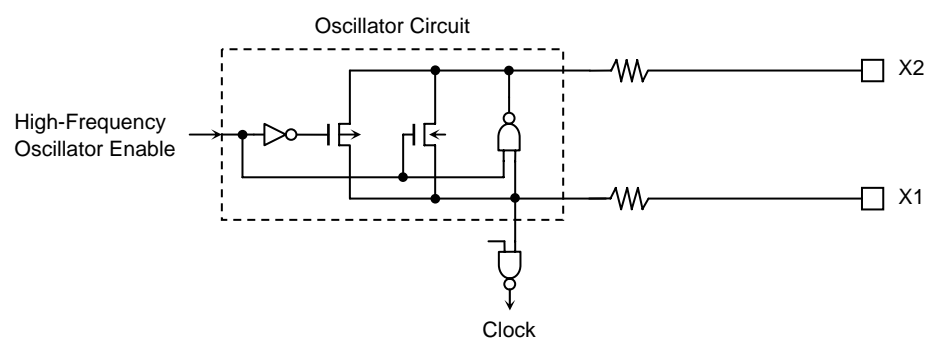 Oscillator Circuit
X2
High-Frequency
Oscillator Enable
X1
Clock